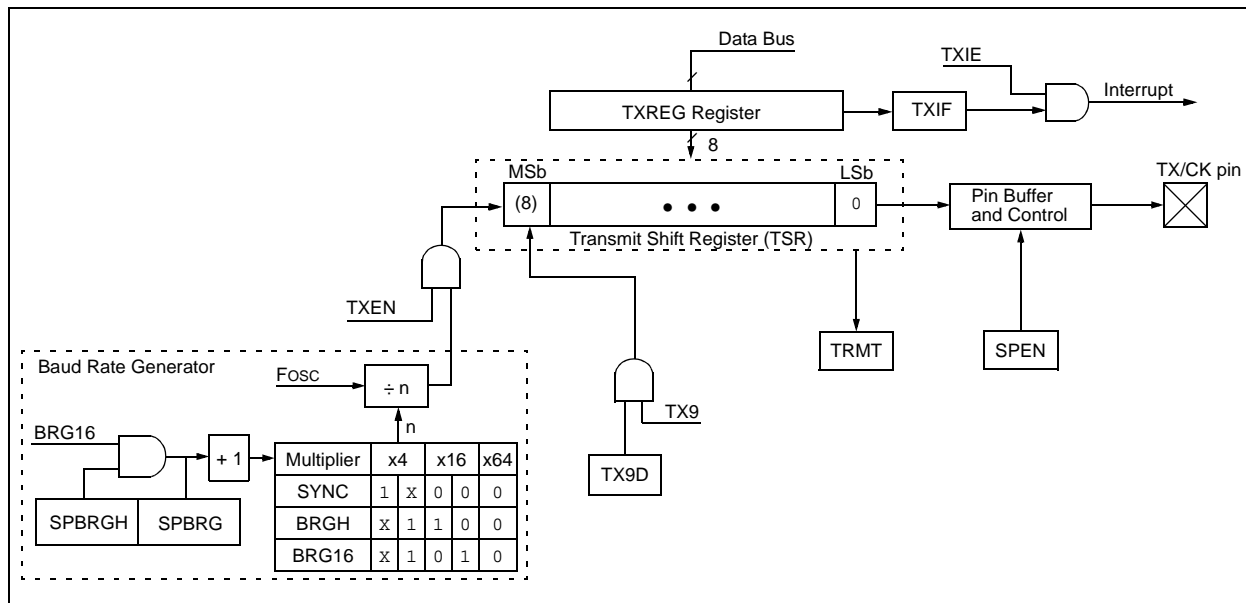 Data Bus
TXIE
Interrupt
TXREG Register
TXIF
8
MSb
LSb
TX/CK pin
(8)
• • •
0
Pin Buffer
and Control
Transmit Shift Register (TSR)
TXEN
TRMT
SPEN
Baud Rate Generator
FOSC
÷ n
TX9
n
BRG16
+ 1
Multiplier x4 x16 x64
TX9D
SYNC 1 X 0 0 0
SPBRGH SPBRG
BRGH X 1 1 0 0
BRG16 X 1 0 1 0